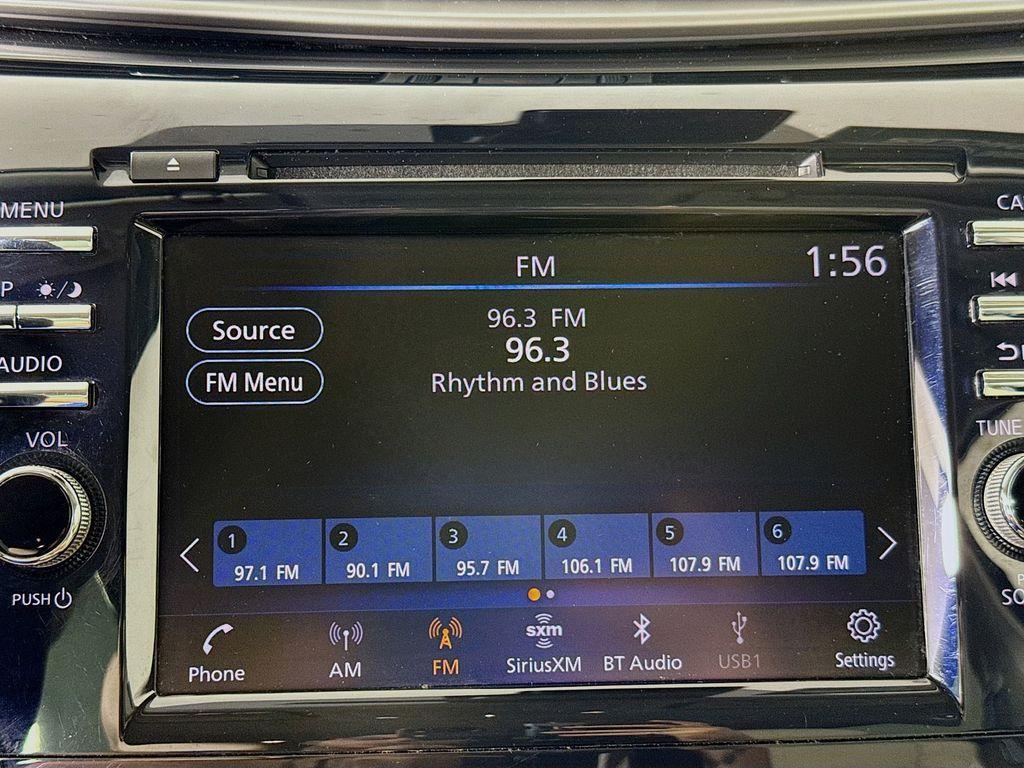 MENU
CA
FM
1:56
P
Source
96.3 FM
96.3
FM Menu
Rhythm and Blues
AUDIO
VOL
TUNE
1
2
3
4
5
6
97.1 FM
90.1 FM
95.7 FM
106.1 FM
107.9 FM
107.9 FM
PUSH
SO
Phone
AM
FM
sxm
SiriusXM
BT Audio
USB1
Settings